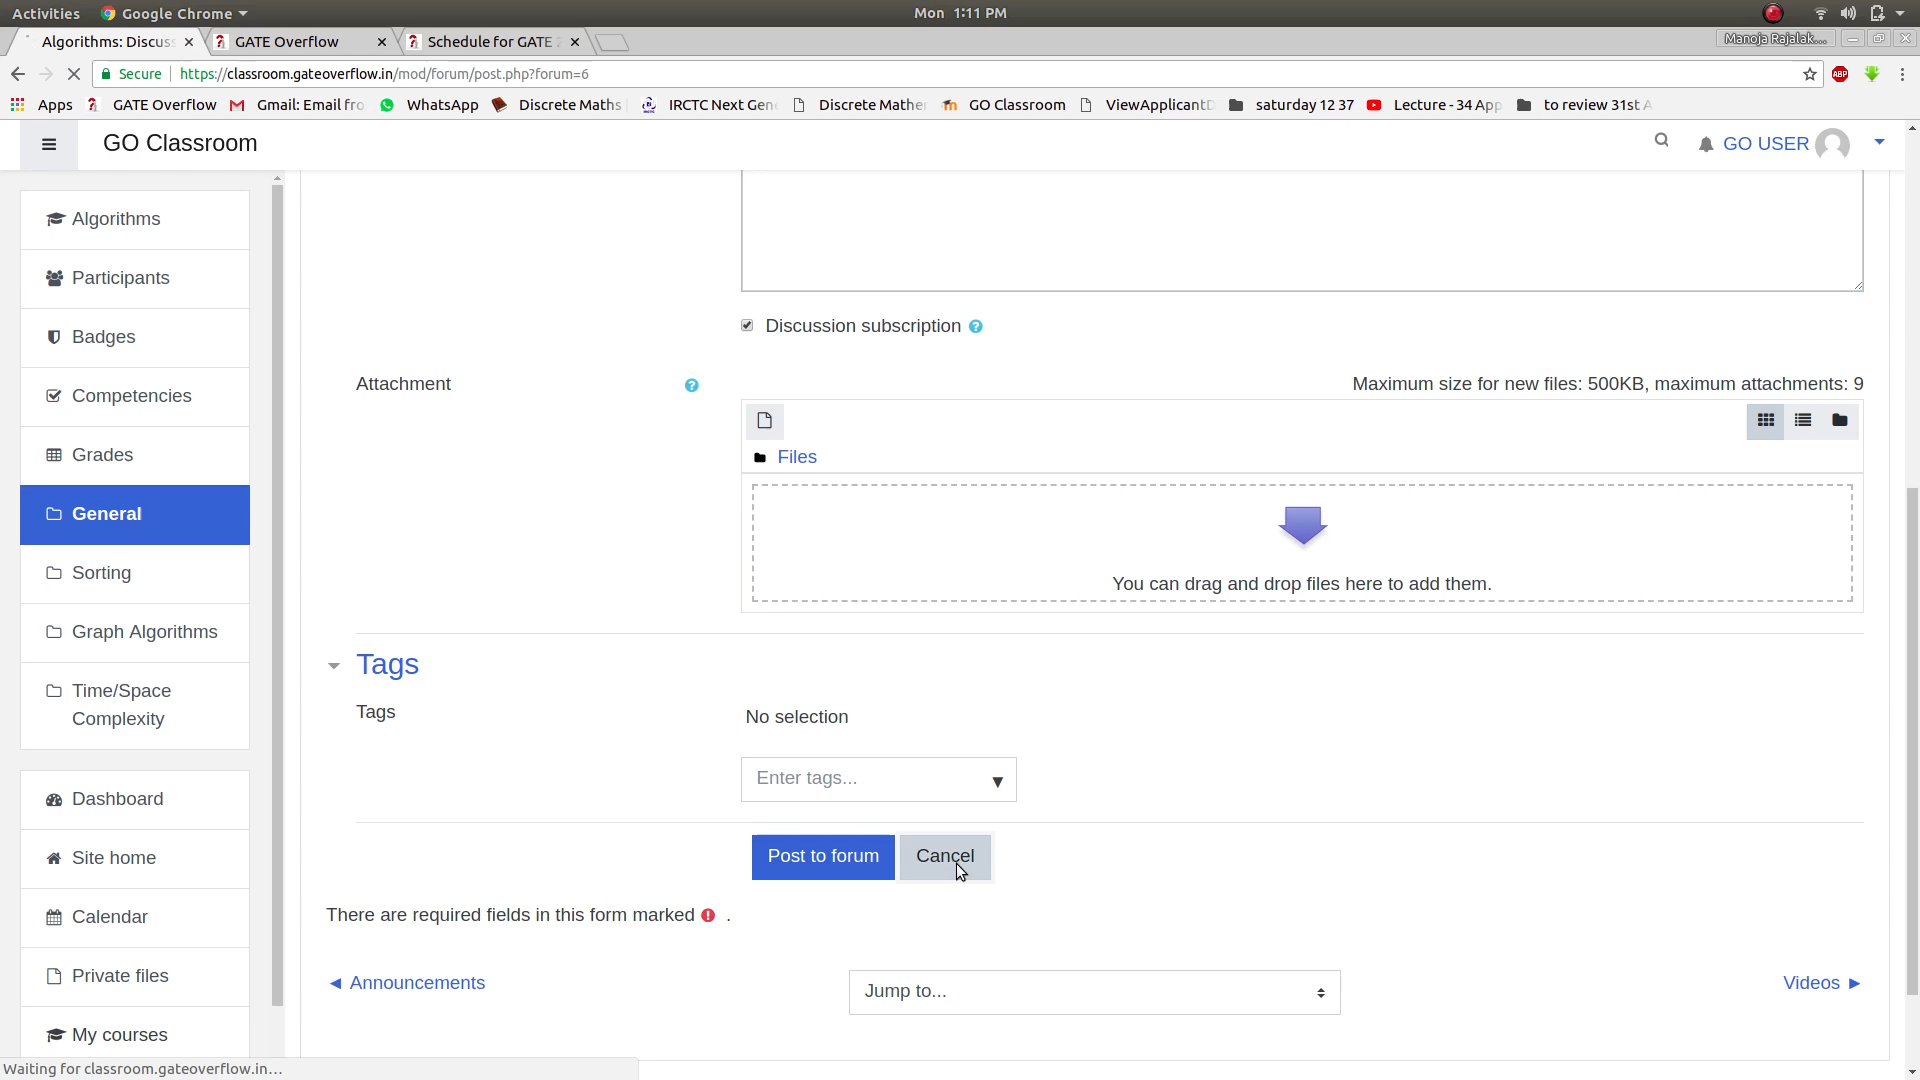 Activities Google Chrome Mon 1:11 PM
Algorithms: Discus GATE Overflow Schedule for GATE Manoja Rajalak...
Secure https://classroom.gateoverflow.in/mod/forum/post.php?forum=6 ABP
Apps GATE Overflow Gmail: Email fro WhatsApp Discrete Maths IRCTC Next Gen Discrete Mather GO Classroom ViewApplicantD saturday 12 37 Lecture - 34 App to review 31st A
GO Classroom GO USER
Algorithms
Participants
Badges
Competencies
Grades
General
Sorting
Graph Algorithms
Time/Space
Complexity
Dashboard
Site home
Calendar
Private files
My courses
Discussion subscription
Attachment Maximum size for new files: 500KB, maximum attachments: 9
Files
You can drag and drop files here to add them.
Tags
Tags No selection
Enter tags...
Post to forum Cancel
There are required fields in this form marked .
◄ Announcements Jump to... Videos ►
Waiting for classroom.gateoverflow.in...